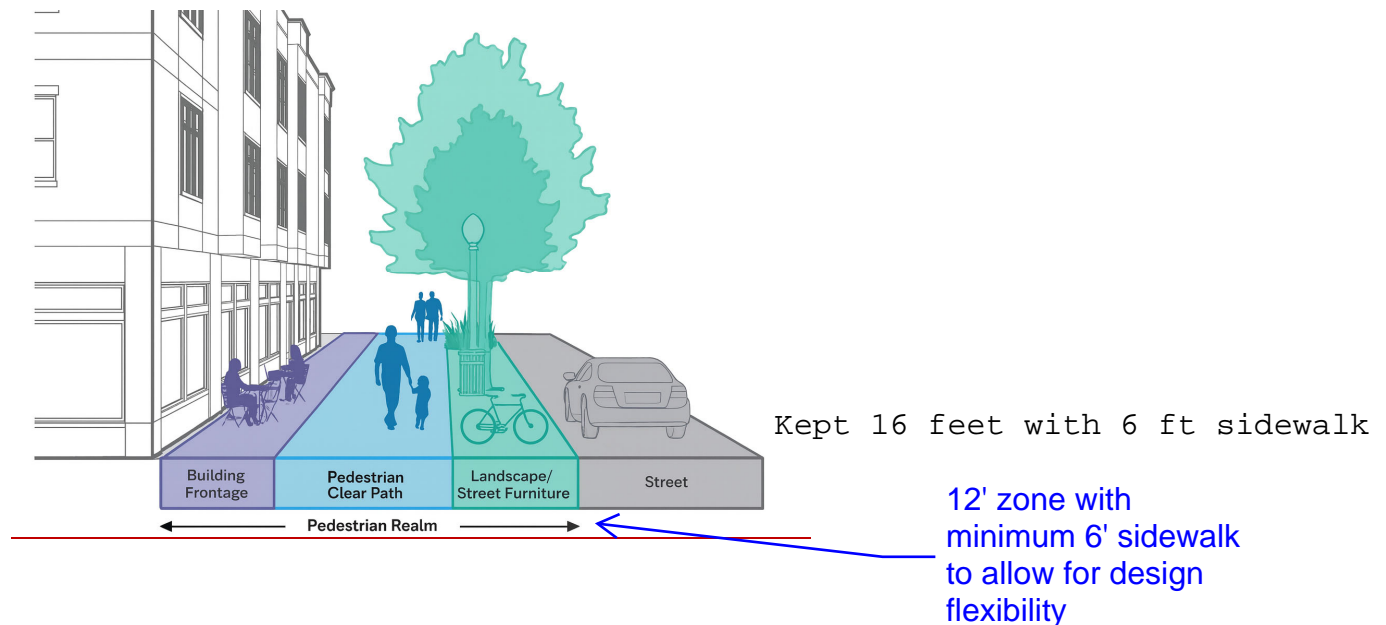 Kept 16 feet with 6 ft sidewalk
Building
Frontage
Pedestrian
Clear Path
Landscape/
Street Furniture
Street
Pedestrian Realm
12' zone with
minimum 6' sidewalk
to allow for design
flexibility